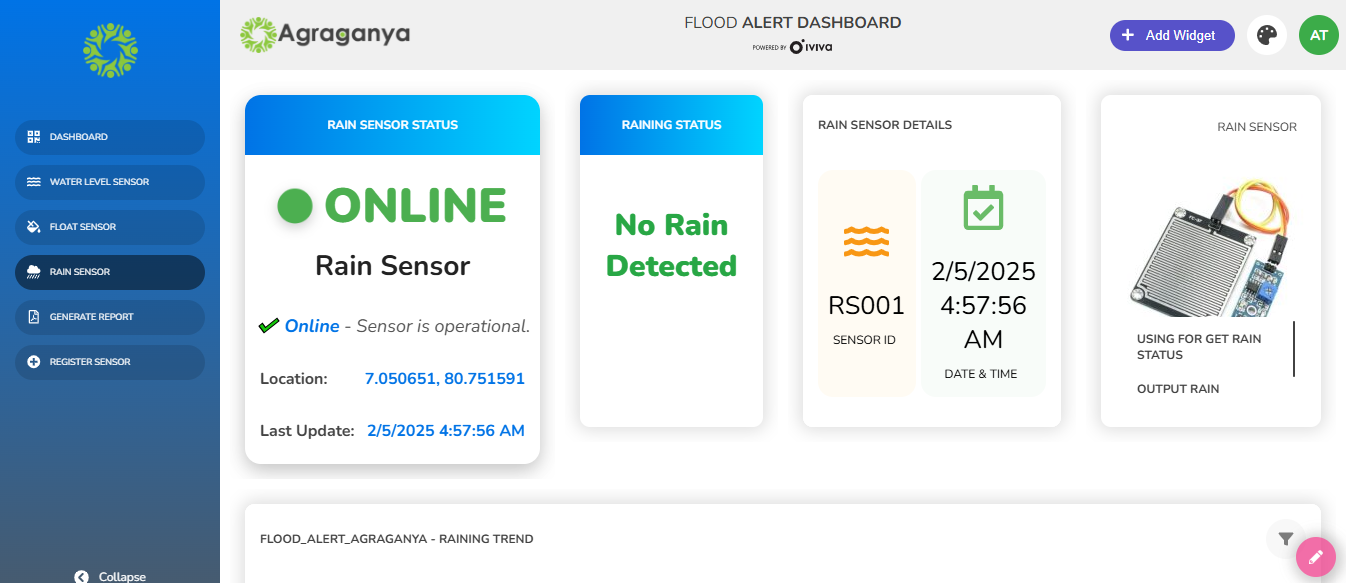 Agraganya
FLOOD ALERT DASHBOARD
POWERED BY iviva
Add Widget
AT
DASHBOARD
WATER LEVEL SENSOR
FLOAT SENSOR
RAIN SENSOR
GENERATE REPORT
REGISTER SENSOR
Collapse
RAIN SENSOR STATUS
ONLINE
Rain Sensor
Online - Sensor is operational.
Location: 7.050651, 80.751591
Last Update: 2/5/2025 4:57:56 AM
RAINING STATUS
No Rain
Detected
RAIN SENSOR DETAILS
RS001
SENSOR ID
2/5/2025
4:57:56
AM
DATE & TIME
RAIN SENSOR
USING FOR GET RAIN
STATUS
OUTPUT RAIN
FLOOD_ALERT_AGRAGANYA - RAINING TREND